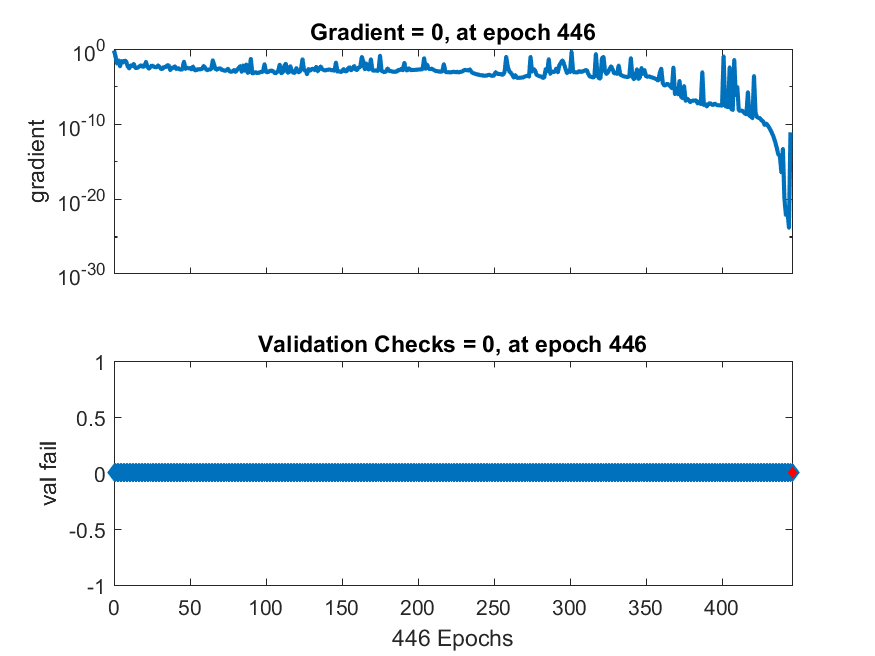 Gradient = 0, at epoch 446
10^0
10^-10
10^-20
10^-30
gradient
Validation Checks = 0, at epoch 446
1
0.5
0
-0.5
-1
val fail
0 50 100 150 200 250 300 350 400
446 Epochs